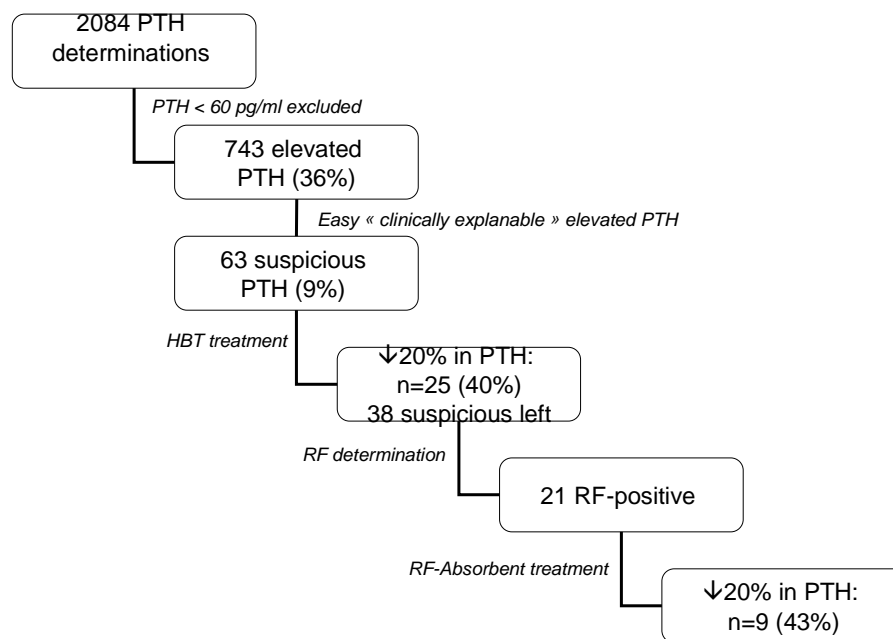 2084 PTH
determinations
PTH < 60 pg/ml excluded
743 elevated
PTH (36%)
Easy « clinically explanable » elevated PTH
63 suspicious
PTH (9%)
HBT treatment
↓20% in PTH:
n=25 (40%)
38 suspicious left
RF determination
21 RF-positive
RF-Absorbent treatment
↓20% in PTH:
n=9 (43%)